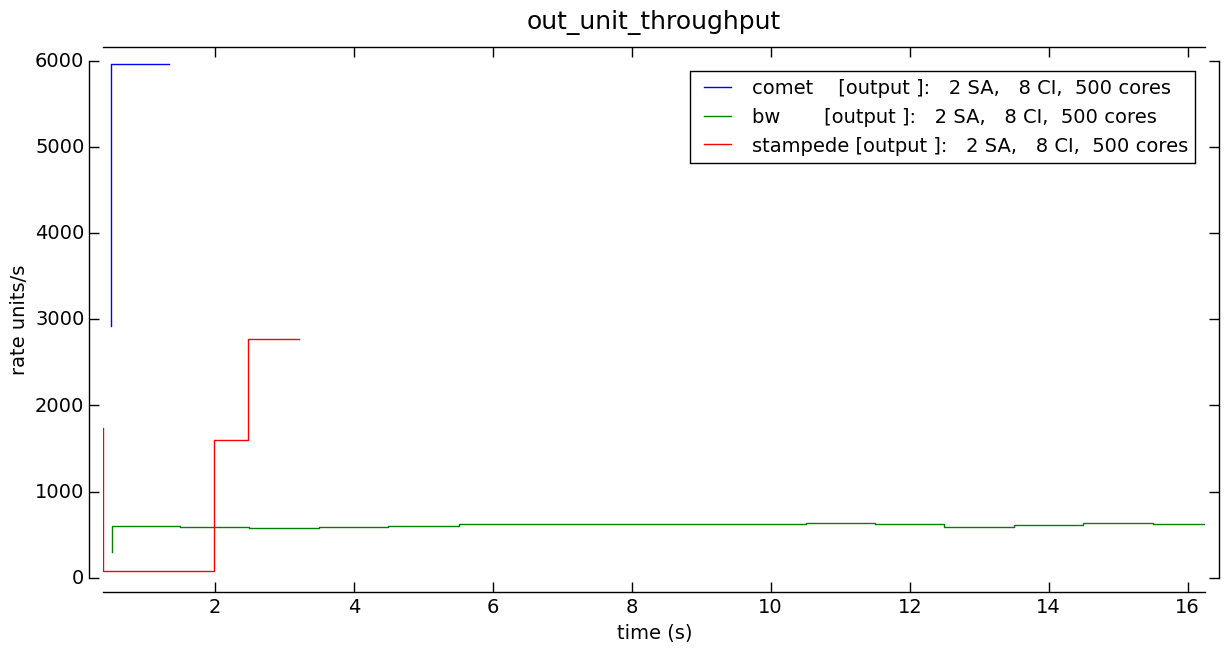 out_unit_throughput
6000
5000
4000
3000
2000
1000
0
rate units/s
comet [output ]: 2 SA, 8 CI, 500 cores
bw [output ]: 2 SA, 8 CI, 500 cores
stampede [output ]: 2 SA, 8 CI, 500 cores
2 4 6 8 10 12 14 16
time (s)